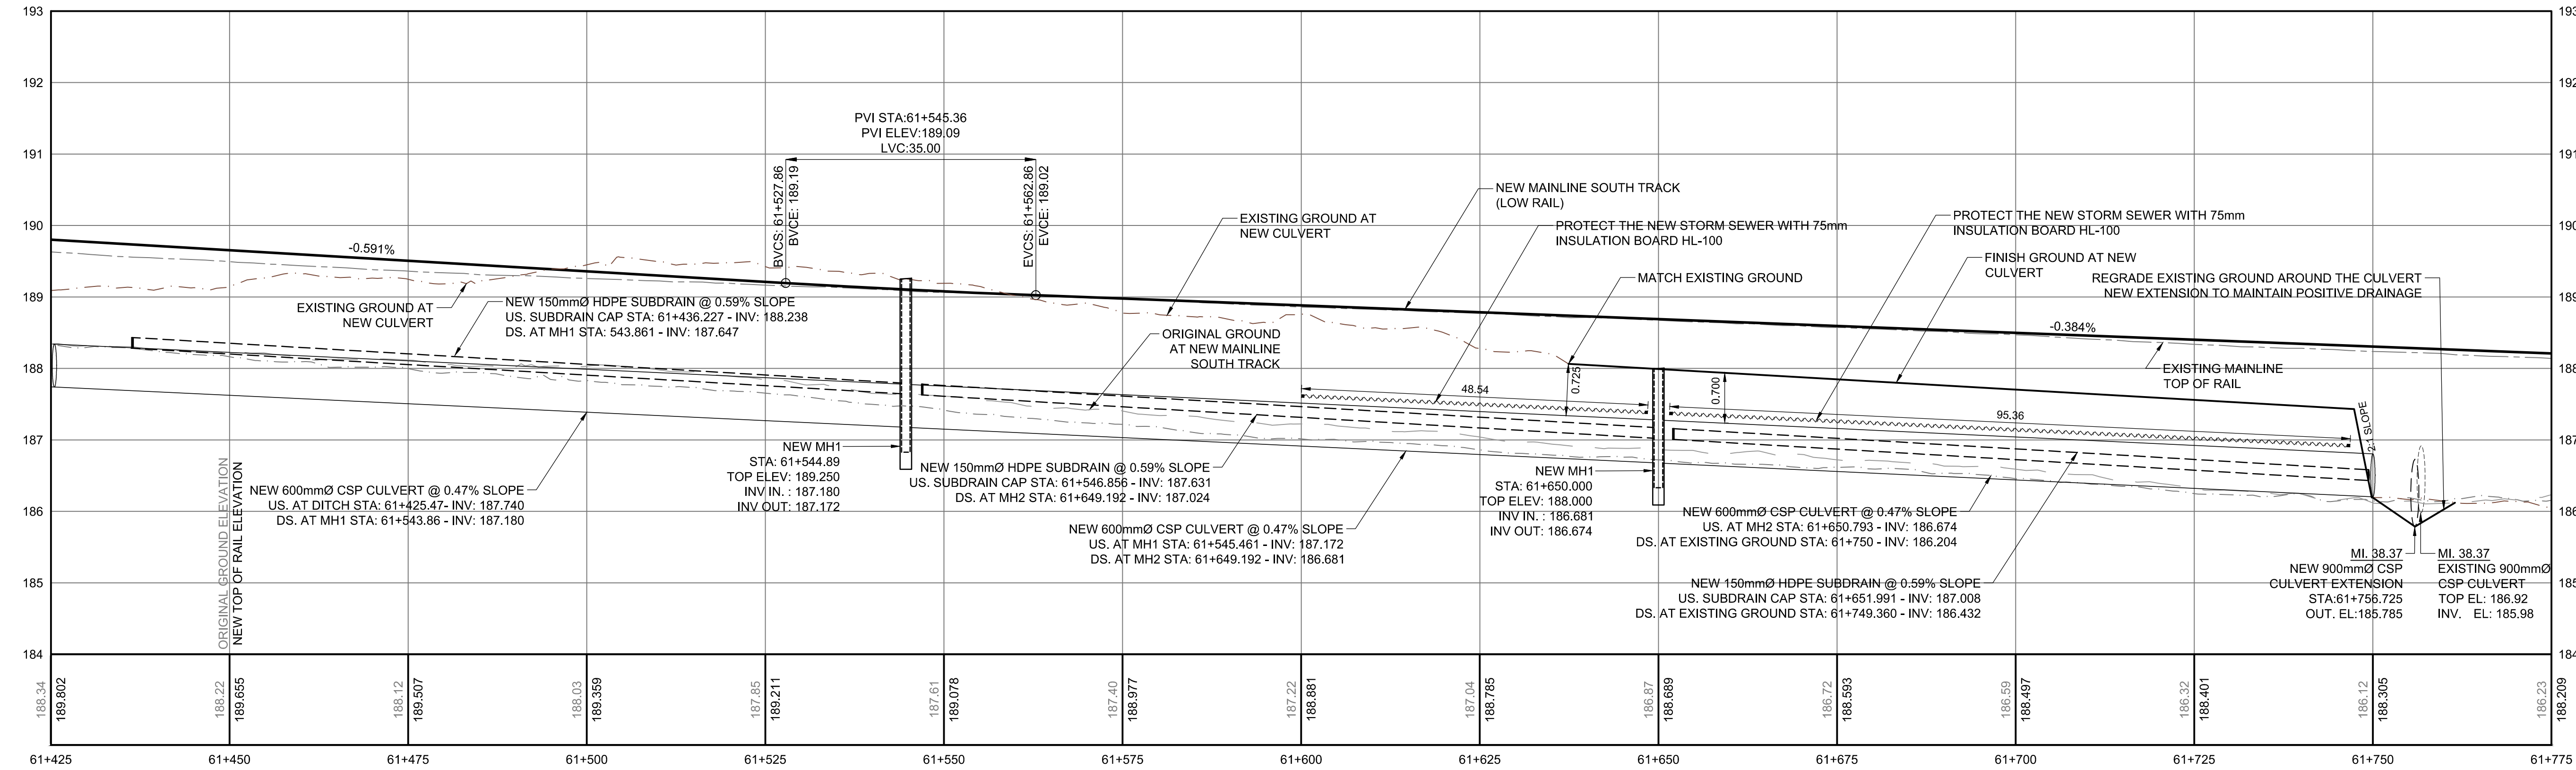 193
193
192
192
191
191
190
190
189
189
188
188
187
187
186
186
185
185
184
184
PVI STA:61+545.36
PVI ELEV:189.09
LVC:35.00
BVCS: 61+527.86
BVCE: 189.19
EVCS: 61+562.86
EVCE: 189.02
-0.591%
-0.384%
EXISTING GROUND AT
NEW CULVERT
NEW 150mmØ HDPE SUBDRAIN @ 0.59% SLOPE
US. SUBDRAIN CAP STA: 61+436.227 - INV: 188.238
DS. AT MH1 STA: 543.861 - INV: 187.647
EXISTING GROUND AT
NEW CULVERT
ORIGINAL GROUND
AT NEW MAINLINE
SOUTH TRACK
NEW MAINLINE SOUTH TRACK
(LOW RAIL)
PROTECT THE NEW STORM SEWER WITH 75mm
INSULATION BOARD HL-100
MATCH EXISTING GROUND
PROTECT THE NEW STORM SEWER WITH 75mm
INSULATION BOARD HL-100
FINISH GROUND AT NEW
CULVERT
REGRADE EXISTING GROUND AROUND THE CULVERT
NEW EXTENSION TO MAINTAIN POSITIVE DRAINAGE
EXISTING MAINLINE
TOP OF RAIL
48.54
0.725
0.700
95.36
2:1 SLOPE
NEW MH1
STA: 61+544.89
TOP ELEV: 189.250
INV IN. : 187.180
INV OUT: 187.172
NEW 600mmØ CSP CULVERT @ 0.47% SLOPE
US. AT DITCH STA: 61+425.47- INV: 187.740
DS. AT MH1 STA: 61+543.86 - INV: 187.180
NEW 150mmØ HDPE SUBDRAIN @ 0.59% SLOPE
US. SUBDRAIN CAP STA: 61+546.856 - INV: 187.631
DS. AT MH2 STA: 61+649.192 - INV: 187.024
NEW 600mmØ CSP CULVERT @ 0.47% SLOPE
US. AT MH1 STA: 61+545.461 - INV: 187.172
DS. AT MH2 STA: 61+649.192 - INV: 186.681
NEW MH1
STA: 61+650.000
TOP ELEV: 188.000
INV IN. : 186.681
INV OUT: 186.674
NEW 600mmØ CSP CULVERT @ 0.47% SLOPE
US. AT MH2 STA: 61+650.793 - INV: 186.674
DS. AT EXISTING GROUND STA: 61+750 - INV: 186.204
NEW 150mmØ HDPE SUBDRAIN @ 0.59% SLOPE
US. SUBDRAIN CAP STA: 61+651.991 - INV: 187.008
DS. AT EXISTING GROUND STA: 61+749.360 - INV: 186.432
MI. 38.37
NEW 900mmØ CSP
CULVERT EXTENSION
STA:61+756.725
OUT. EL:185.785
MI. 38.37
EXISTING 900mmØ
CSP CULVERT
TOP EL: 186.92
INV. EL: 185.98
ORIGINAL GROUND ELEVATION
NEW TOP OF RAIL ELEVATION
188.34
189.802
188.22
189.655
188.12
189.507
188.03
189.359
187.85
189.211
187.61
189.078
187.40
188.977
187.22
188.881
187.04
188.785
186.87
188.689
186.72
188.593
186.59
188.497
186.32
188.401
186.12
188.305
186.23
188.209
61+425
61+450
61+475
61+500
61+525
61+550
61+575
61+600
61+625
61+650
61+675
61+700
61+725
61+750
61+775